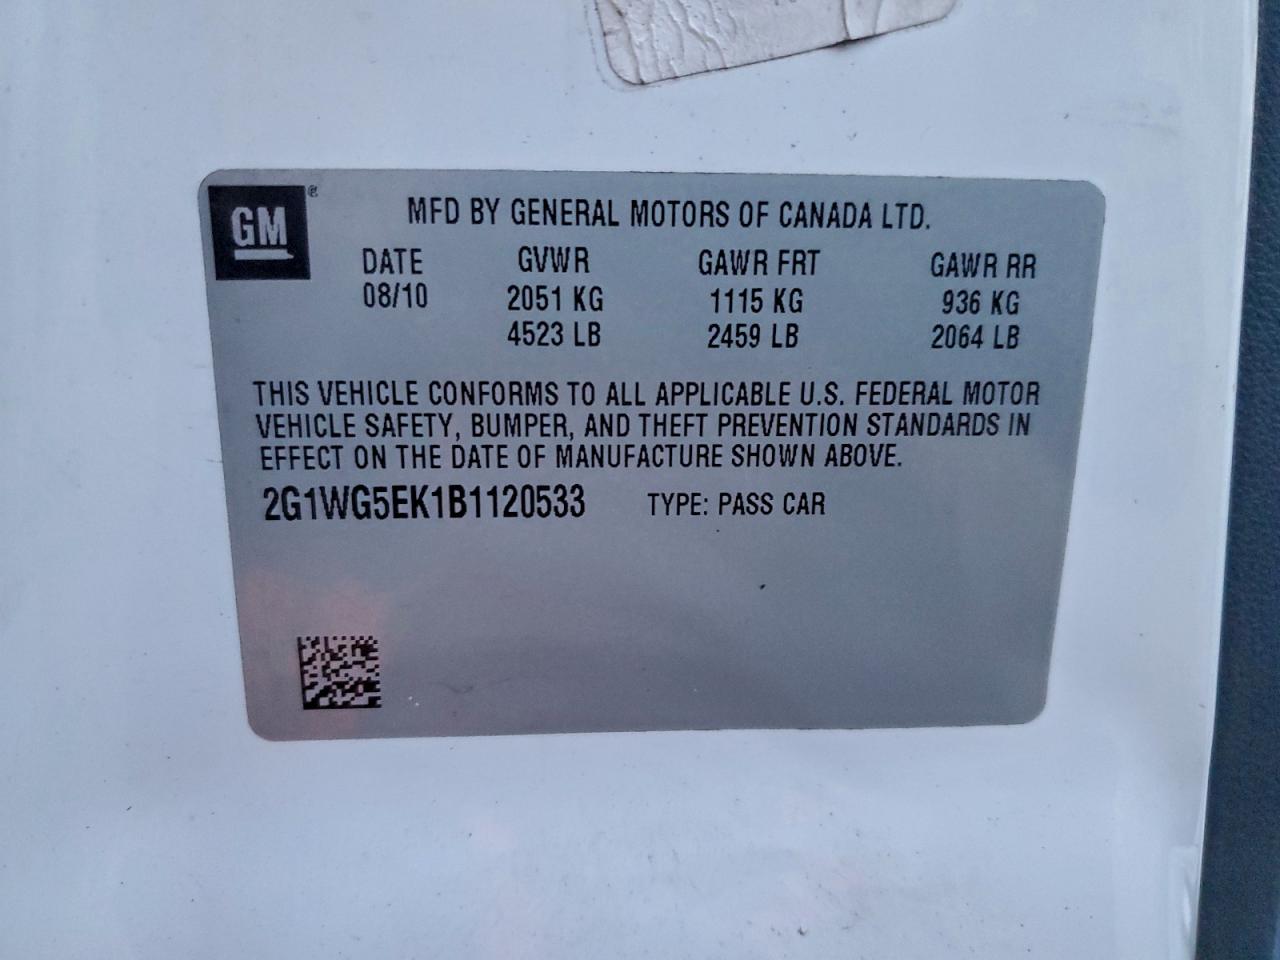 GM ®
MFD BY GENERAL MOTORS OF CANADA LTD.
DATE GVWR GAWR FRT GAWR RR
08/10 2051 KG 1115 KG 936 KG
4523 LB 2459 LB 2064 LB
THIS VEHICLE CONFORMS TO ALL APPLICABLE U.S. FEDERAL MOTOR
VEHICLE SAFETY, BUMPER, AND THEFT PREVENTION STANDARDS IN
EFFECT ON THE DATE OF MANUFACTURE SHOWN ABOVE.
2G1WG5EK1B1120533 TYPE: PASS CAR